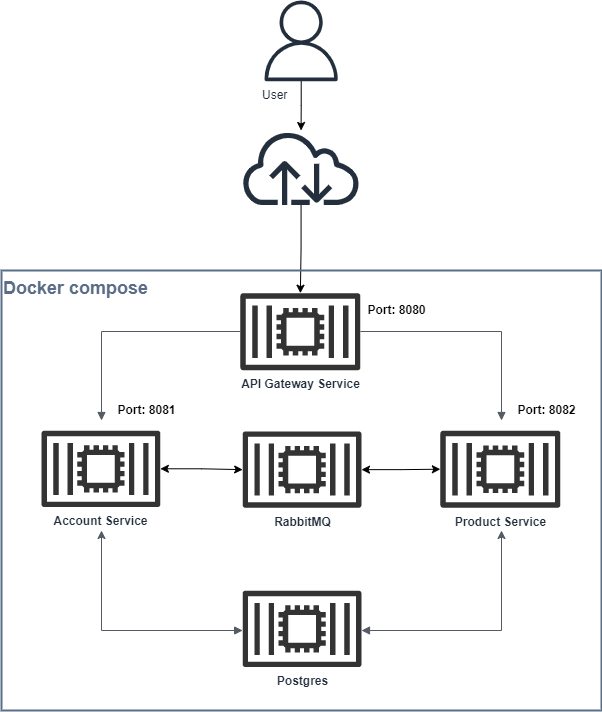 User
Docker compose
Port: 8080
API Gateway Service
Port: 8081
Port: 8082
Account Service
RabbitMQ
Product Service
Postgres